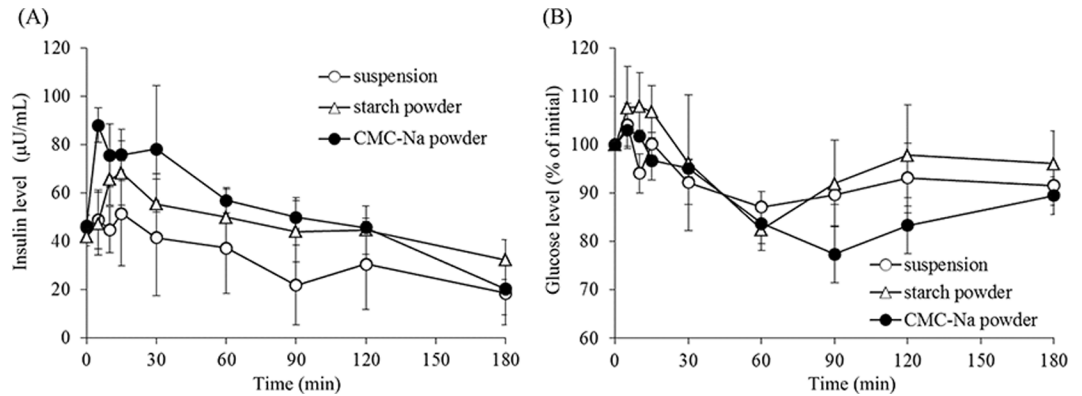 (A)
120
100
80
60
40
20
0
Insulin level (µU/mL)
suspension
starch powder
CMC-Na powder
0 30 60 90 120 150 180
Time (min)
(B)
120
110
100
90
80
70
60
Glucose level (% of initial)
suspension
starch powder
CMC-Na powder
0 30 60 90 120 150 180
Time (min)